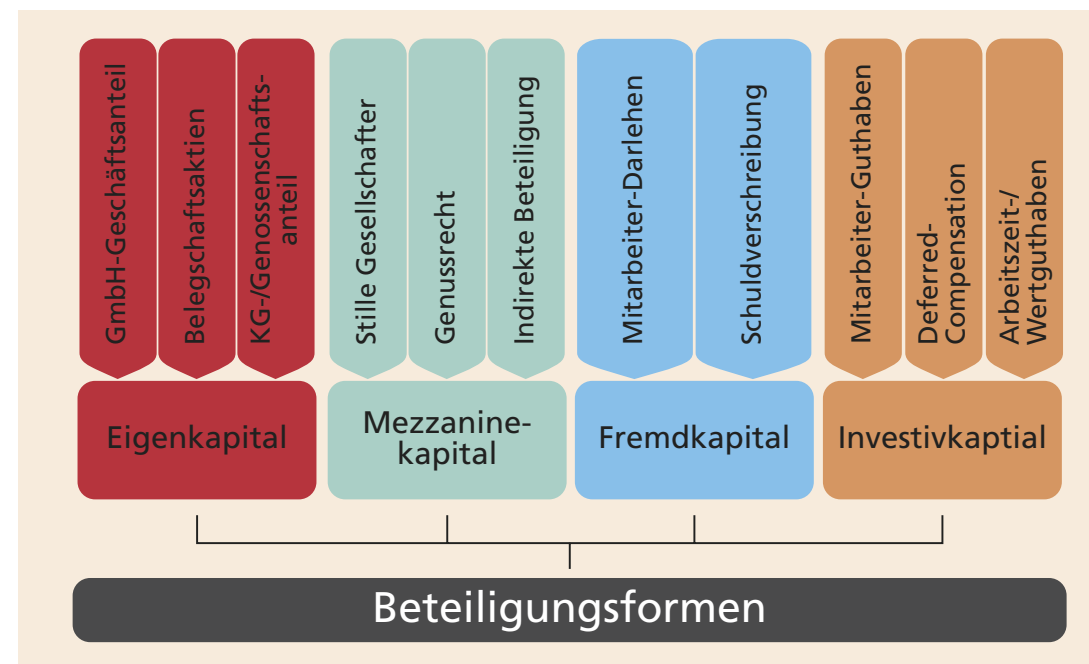 GmbH-Geschäftsanteil
Belegschaftsaktien
KG-/Genossenschafts-
anteil
Stille Gesellschafter
Genussrecht
Indirekte Beteiligung
Mitarbeiter-Darlehen
Schuldverschreibung
Mitarbeiter-Guthaben
Deferred-
Compensation
Arbeitszeit-/
Wertguthaben
Eigenkapital
Mezzanine-
kapital
Fremdkapital
Investivkaptial
Beteiligungsformen